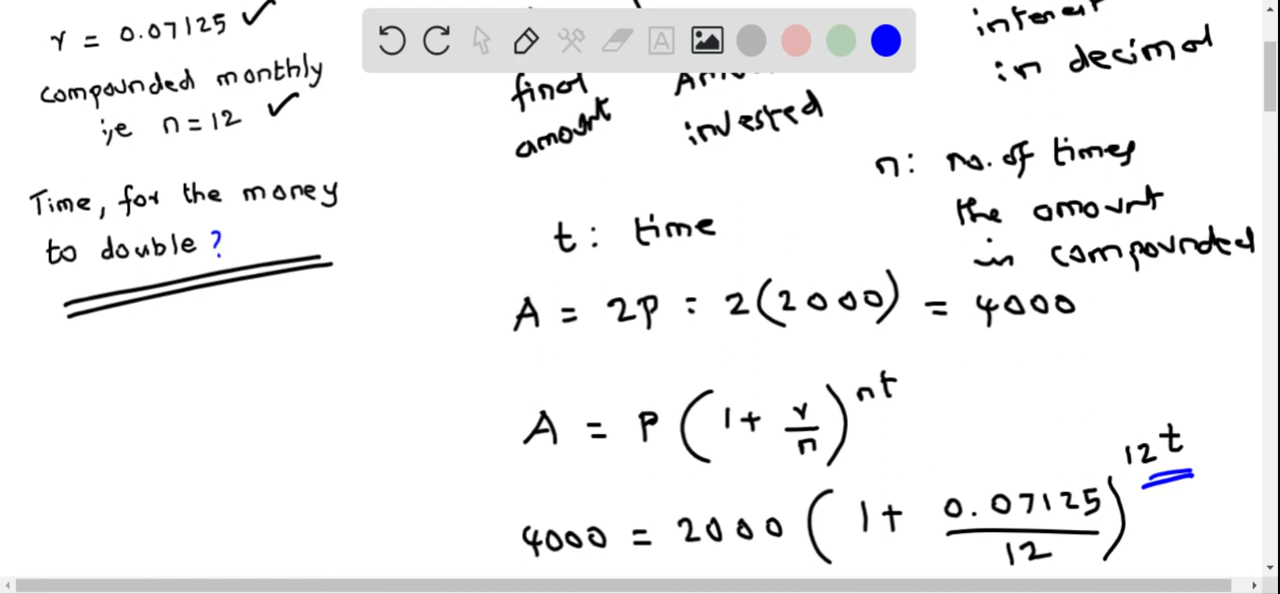 r = 0.07125 ✓
compounded monthly
i,e n = 12 ✓
Time, for the money
to double ?
final
amount
invested
interest
in decimal
n: no. of times
the amount
is compounded
t: time
A = 2P = 2(2000) = 4000
A = P(1 + r/n)^nt
4000 = 2000(1 + 0.07125/12)^12t